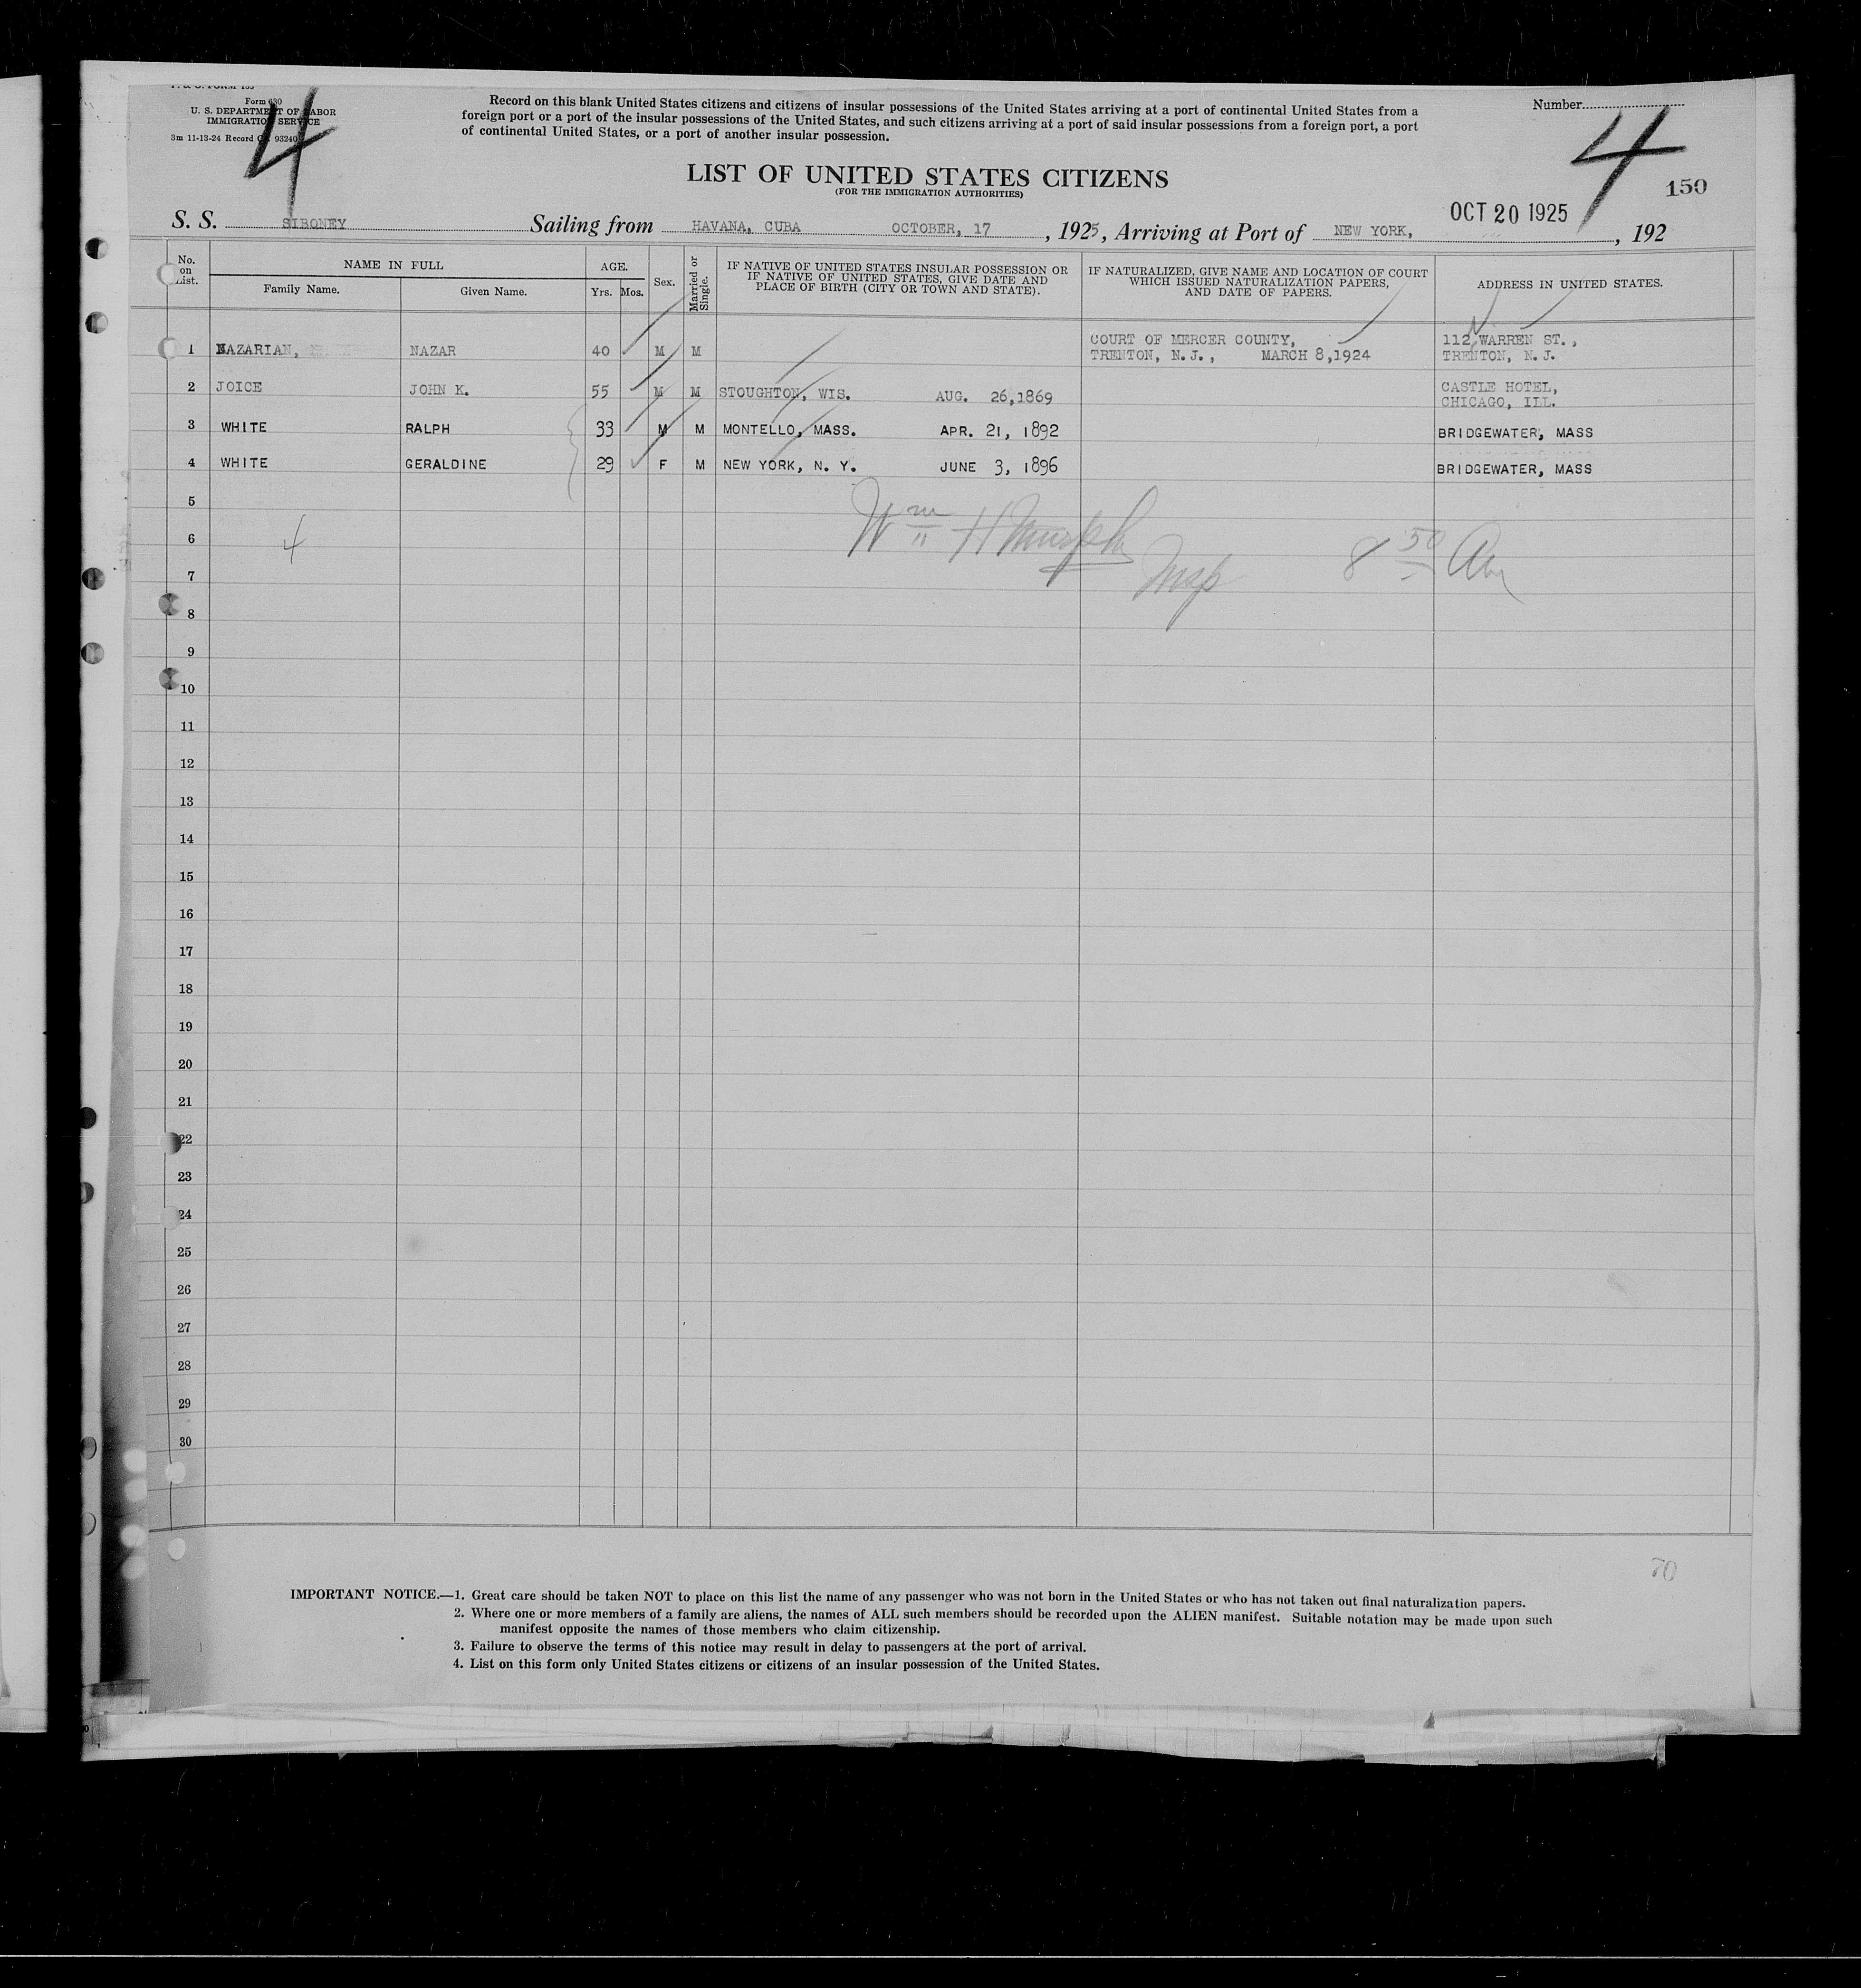 Form 630
U. S. DEPARTMENT OF LABOR
IMMIGRATION SERVICE
3m 11-13-24 Record 93240
4
Record on this blank United States citizens and citizens of insular possessions of the United States arriving at a port of continental United States from a
foreign port or a port of the insular possessions of the United States, and such citizens arriving at a port of said insular possessions from a foreign port, a port
of continental United States, or a port of another insular possession.
Number
4
150
LIST OF UNITED STATES CITIZENS
(FOR THE IMMIGRATION AUTHORITIES)
OCT 20 1925
S. S. SIBONEY Sailing from HAVANA, CUBA OCTOBER, 17, 1925, Arriving at Port of NEW YORK, , 192
No. on List.
NAME IN FULL
Family Name. Given Name.
AGE.
Yrs. Mos.
Sex.
Married or Single.
IF NATIVE OF UNITED STATES INSULAR POSSESSION OR
IF NATIVE OF UNITED STATES, GIVE DATE AND
PLACE OF BIRTH (CITY OR TOWN AND STATE).
IF NATURALIZED, GIVE NAME AND LOCATION OF COURT
WHICH ISSUED NATURALIZATION PAPERS,
AND DATE OF PAPERS.
ADDRESS IN UNITED STATES.
1 NAZARIAN, NAZAR 40 M M COURT OF MERCER COUNTY, 112 N WARREN ST.,
TRENTON, N.J., MARCH 8,1924 TRENTON, N.J.
2 JOICE JOHN K. 55 M M STOUGHTON, WIS. AUG. 26,1869 CASTLE HOTEL,
CHICAGO, ILL.
3 WHITE RALPH 33 M M MONTELLO, MASS. APR. 21, 1892 BRIDGEWATER, MASS
4 WHITE GERALDINE 29 F M NEW YORK, N. Y. JUNE 3, 1896 BRIDGEWATER, MASS
5
6 4 Wm H Murphy
7 Insp 8 50 Am
8
9
10
11
12
13
14
15
16
17
18
19
20
21
22
23
24
25
26
27
28
29
30
IMPORTANT NOTICE.—1. Great care should be taken NOT to place on this list the name of any passenger who was not born in the United States or who has not taken out final naturalization papers.
2. Where one or more members of a family are aliens, the names of ALL such members should be recorded upon the ALIEN manifest. Suitable notation may be made upon such
manifest opposite the names of those members who claim citizenship.
3. Failure to observe the terms of this notice may result in delay to passengers at the port of arrival.
4. List on this form only United States citizens or citizens of an insular possession of the United States.